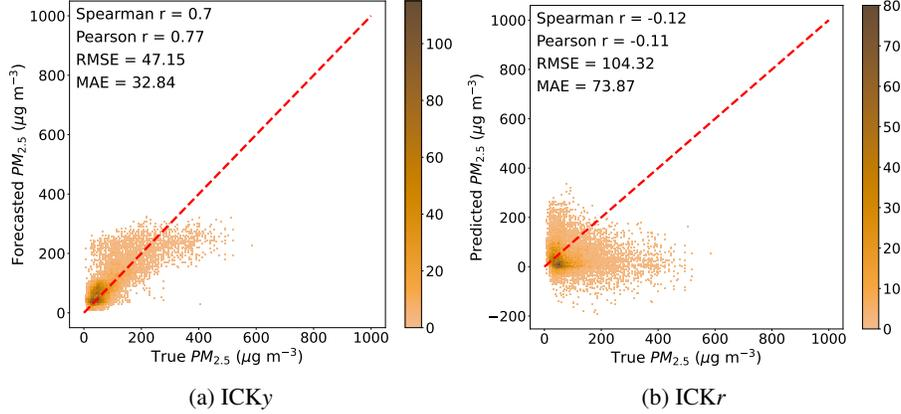 Spearman r = 0.7
Pearson r = 0.77
RMSE = 47.15
MAE = 32.84
1000
800
600
400
200
0
Forecasted PM2.5 (μg m−3)
0 200 400 600 800 1000
True PM2.5 (μg m−3)
100
80
60
40
20
0
(a) ICKy
Spearman r = -0.12
Pearson r = -0.11
RMSE = 104.32
MAE = 73.87
1000
800
600
400
200
0
−200
Predicted PM2.5 (μg m−3)
0 200 400 600 800 1000
True PM2.5 (μg m−3)
80
70
60
50
40
30
20
10
0
(b) ICKr